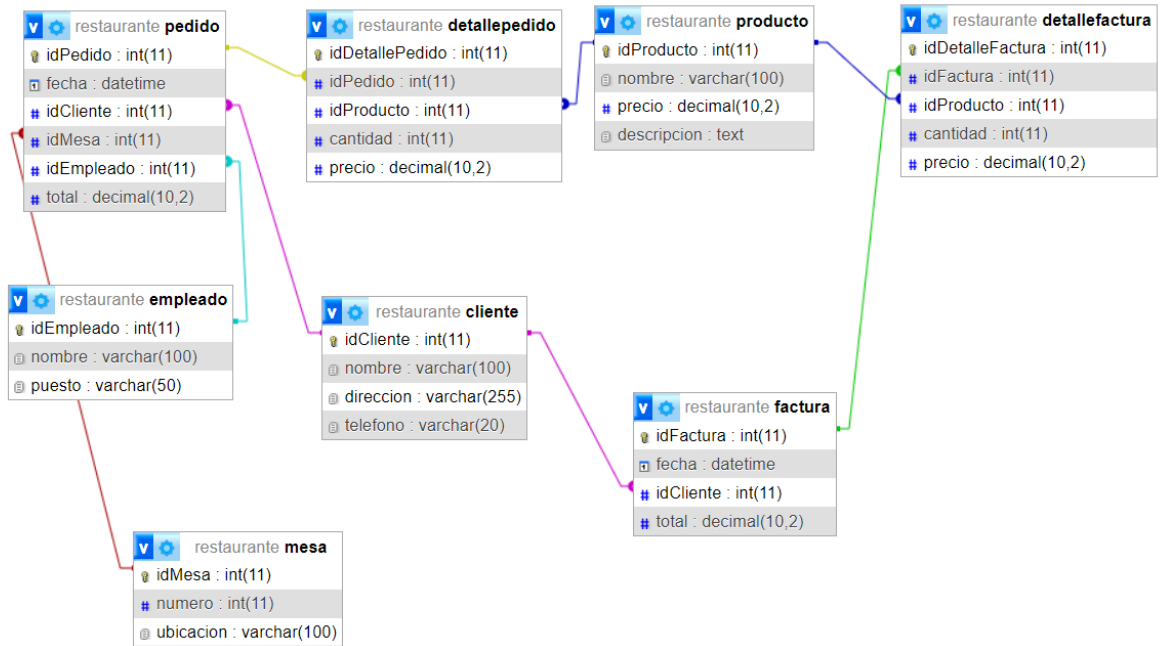 restaurante pedido
idPedido : int(11)
fecha : datetime
idCliente : int(11)
idMesa : int(11)
idEmpleado : int(11)
total : decimal(10,2)
restaurante detallepedido
idDetallePedido : int(11)
idPedido : int(11)
idProducto : int(11)
cantidad : int(11)
precio : decimal(10,2)
restaurante producto
idProducto : int(11)
nombre : varchar(100)
precio : decimal(10,2)
descripcion : text
restaurante detallefactura
idDetalleFactura : int(11)
idFactura : int(11)
idProducto : int(11)
cantidad : int(11)
precio : decimal(10,2)
restaurante empleado
idEmpleado : int(11)
nombre : varchar(100)
puesto : varchar(50)
restaurante cliente
idCliente : int(11)
nombre : varchar(100)
direccion : varchar(255)
telefono : varchar(20)
restaurante factura
idFactura : int(11)
fecha : datetime
idCliente : int(11)
total : decimal(10,2)
restaurante mesa
idMesa : int(11)
numero : int(11)
ubicacion : varchar(100)